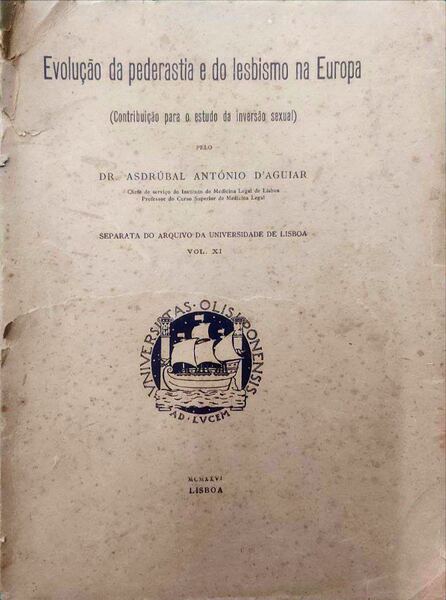 Evolução da pederastia e do lesbismo na Europa
(Contribuïção para o estudo da inversão sexual)
PELO
DR. ASDRÚBAL ANTÓNIO D'AGUIAR
Chefe de serviço do Instituto de Medicina Legal de Lisboa
Professor do Curso Superior de Medicina Legal
SEPARATA DO ARQUIVO DA UNIVERSIDADE DE LISBOA
VOL. XI
UNIVERSITAS · OLISIPONENSIS
AD · LVCEM
MCMXXVI
LISBOA